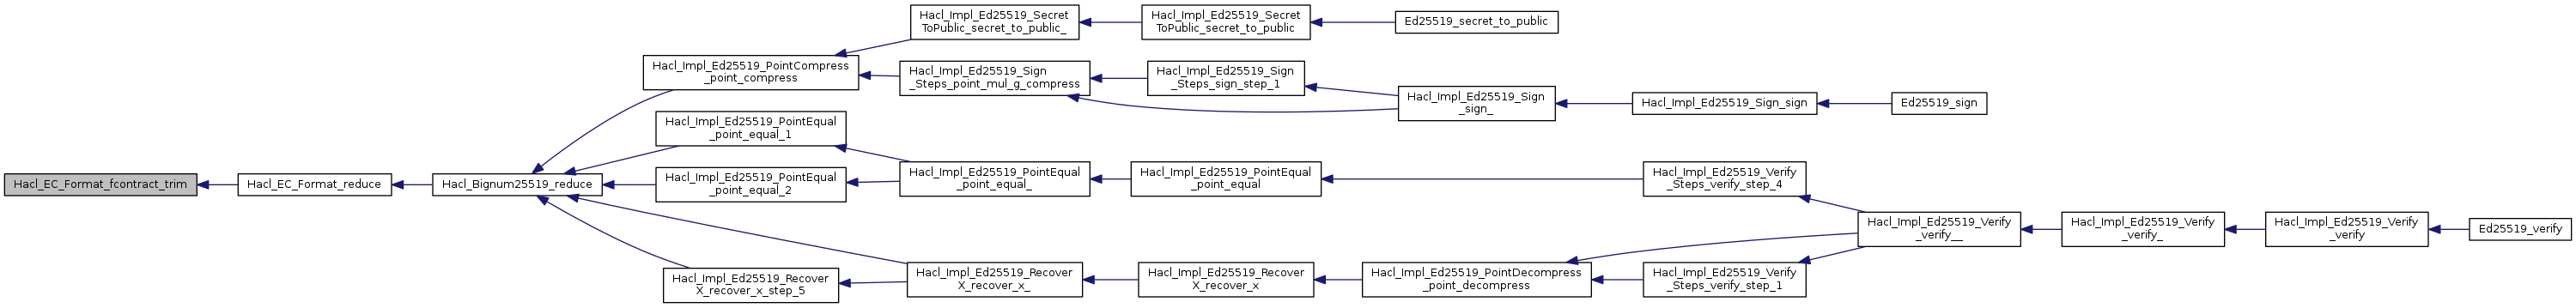 Hacl_Impl_Ed25519_Secret
ToPublic_secret_to_public_
Hacl_Impl_Ed25519_Secret
ToPublic_secret_to_public
Ed25519_secret_to_public
Hacl_Impl_Ed25519_PointCompress
_point_compress
Hacl_Impl_Ed25519_Sign
_Steps_point_mul_g_compress
Hacl_Impl_Ed25519_Sign
_Steps_sign_step_1
Hacl_Impl_Ed25519_Sign
_sign_
Hacl_Impl_Ed25519_Sign_sign
Ed25519_sign
Hacl_Impl_Ed25519_PointEqual
_point_equal_1
Hacl_EC_Format_fcontract_trim
Hacl_EC_Format_reduce
Hacl_Bignum25519_reduce
Hacl_Impl_Ed25519_PointEqual
_point_equal_2
Hacl_Impl_Ed25519_PointEqual
_point_equal_
Hacl_Impl_Ed25519_PointEqual
_point_equal
Hacl_Impl_Ed25519_Verify
_Steps_verify_step_4
Hacl_Impl_Ed25519_Verify
_verify__
Hacl_Impl_Ed25519_Verify
_verify_
Hacl_Impl_Ed25519_Verify
_verify
Ed25519_verify
Hacl_Impl_Ed25519_Recover
X_recover_x_step_5
Hacl_Impl_Ed25519_Recover
X_recover_x_
Hacl_Impl_Ed25519_Recover
X_recover_x
Hacl_Impl_Ed25519_PointDecompress
_point_decompress
Hacl_Impl_Ed25519_Verify
_Steps_verify_step_1